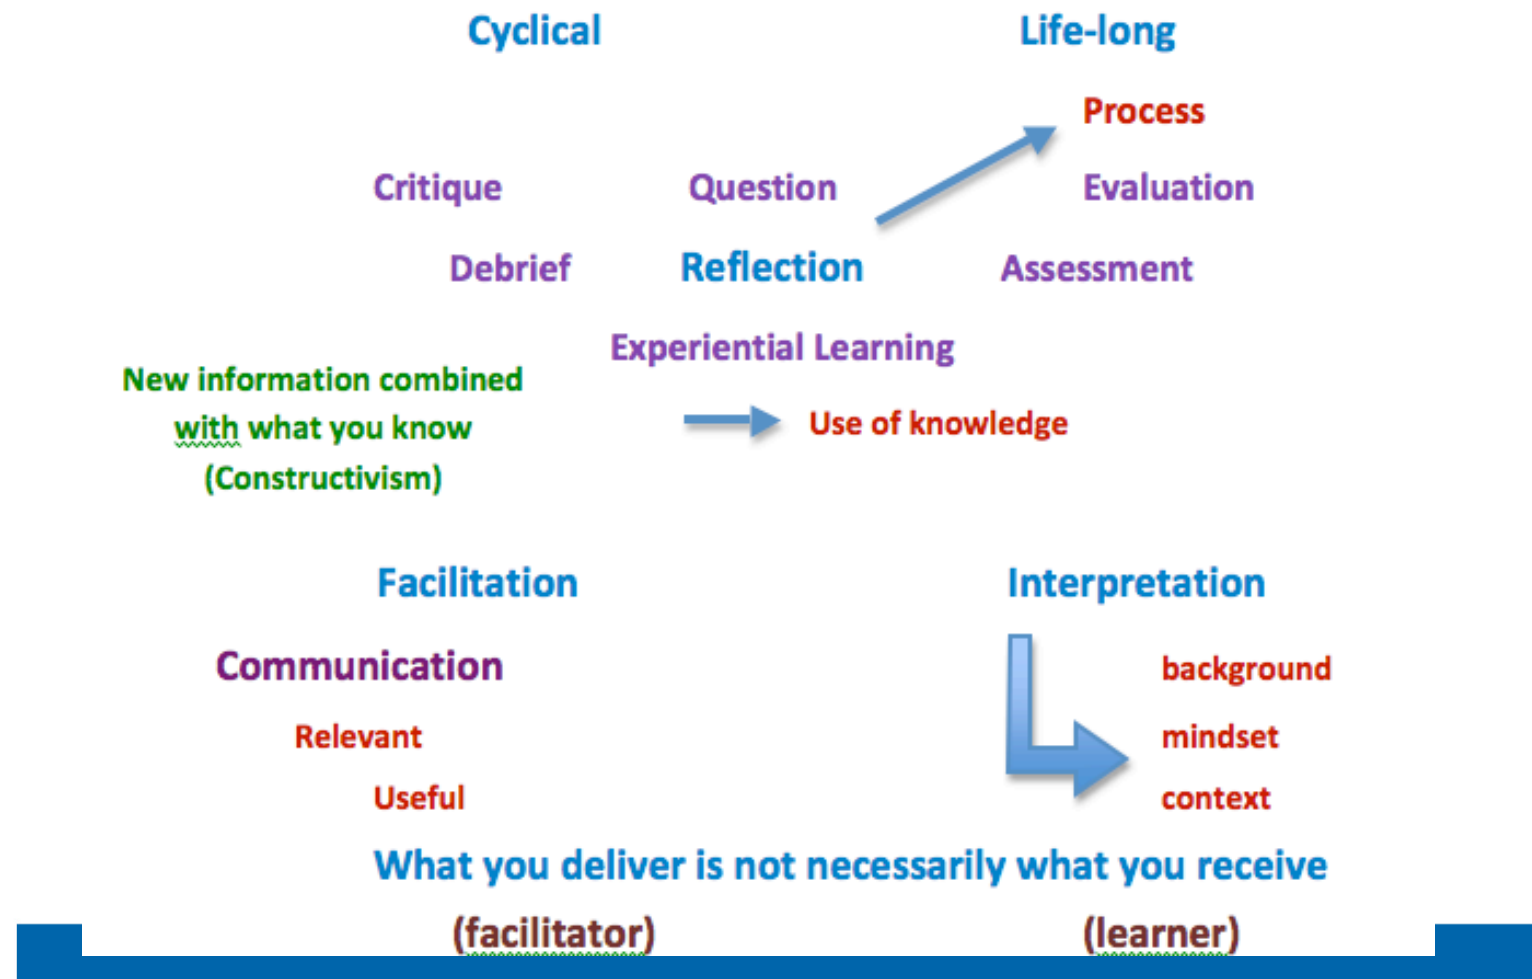 Cyclical Life-long
Process
Critique Question Evaluation
Debrief Reflection Assessment
Experiential Learning
New information combined
with what you know
(Constructivism)
Use of knowledge
Facilitation Interpretation
Communication background
Relevant mindset
Useful context
What you deliver is not necessarily what you receive
(facilitator) (learner)